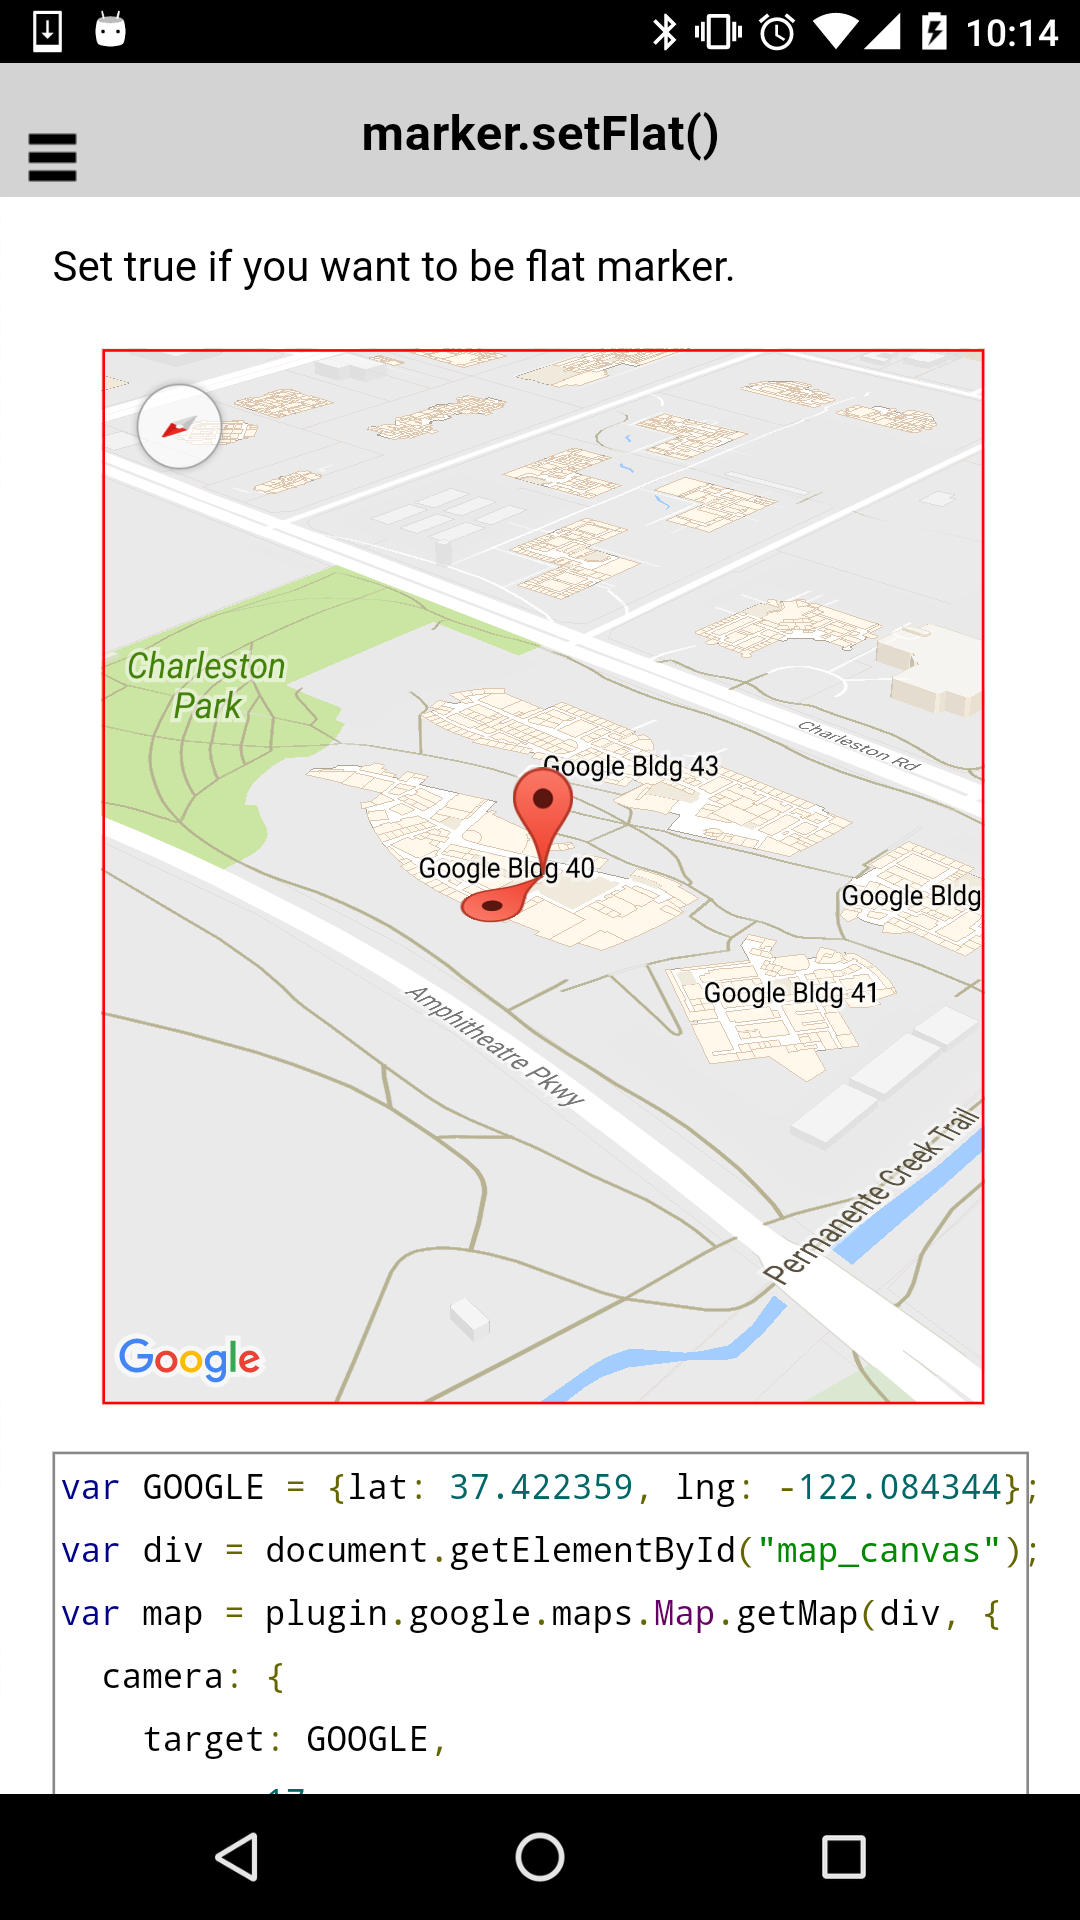 10:14
marker.setFlat()
Set true if you want to be flat marker.
Charleston
Park
Charleston Rd
Google Bldg 43
Google Bldg 40
Google Bldg
Google Bldg 41
Amphitheatre Pkwy
Permanente Creek Trail
Google
var GOOGLE = {lat: 37.422359, lng: -122.084344};
var div = document.getElementById("map_canvas");
var map = plugin.google.maps.Map.getMap(div, {
camera: {
target: GOOGLE,